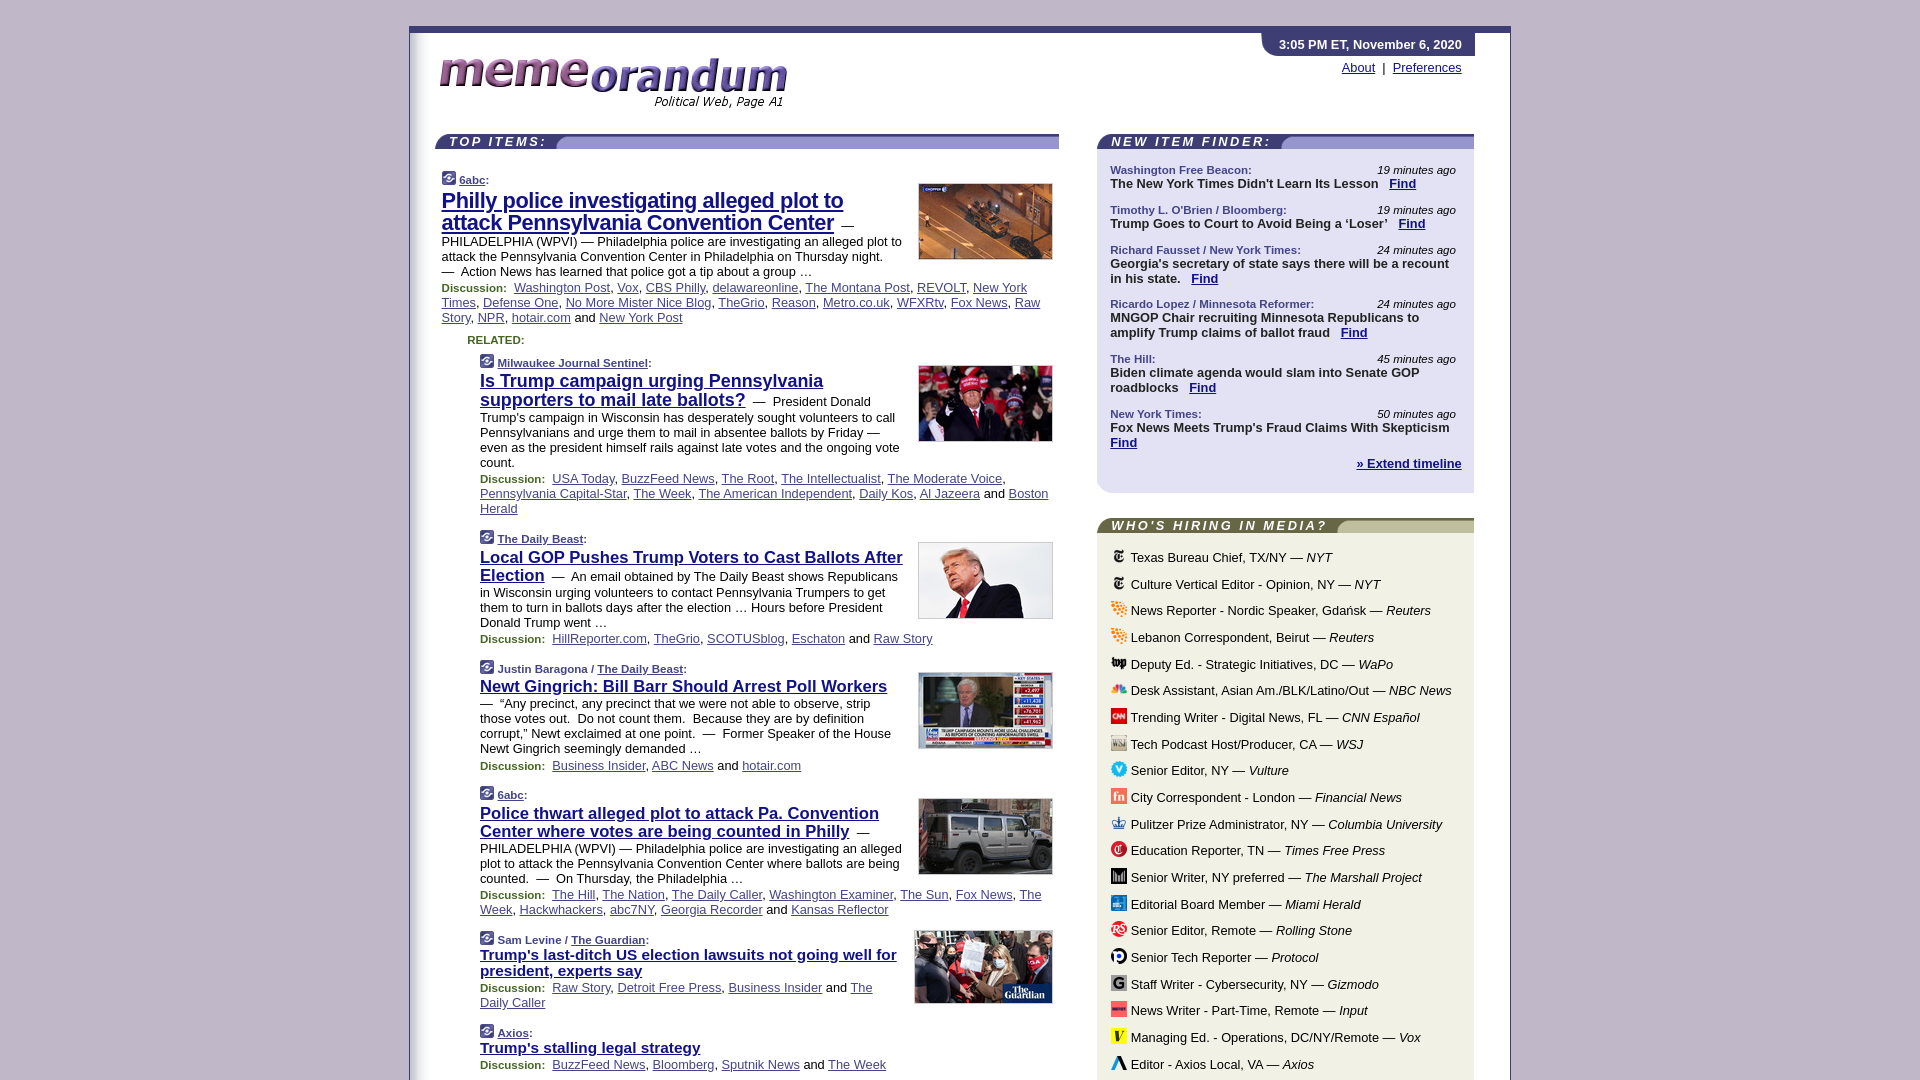 memeorandum
Political Web, Page A1
3:05 PM ET, November 6, 2020
About | Preferences
TOP ITEMS:
6abc:
Philly police investigating alleged plot to
attack Pennsylvania Convention Center —
PHILADELPHIA (WPVI) — Philadelphia police are investigating an alleged plot to
attack the Pennsylvania Convention Center in Philadelphia on Thursday night.
— Action News has learned that police got a tip about a group …
Discussion: Washington Post, Vox, CBS Philly, delawareonline, The Montana Post, REVOLT, New York
Times, Defense One, No More Mister Nice Blog, TheGrio, Reason, Metro.co.uk, WFXRtv, Fox News, Raw
Story, NPR, hotair.com and New York Post
RELATED:
Milwaukee Journal Sentinel:
Is Trump campaign urging Pennsylvania
supporters to mail late ballots? — President Donald
Trump's campaign in Wisconsin has desperately sought volunteers to call
Pennsylvanians and urge them to mail in absentee ballots by Friday —
even as the president himself rails against late votes and the ongoing vote
count.
Discussion: USA Today, BuzzFeed News, The Root, The Intellectualist, The Moderate Voice,
Pennsylvania Capital-Star, The Week, The American Independent, Daily Kos, Al Jazeera and Boston
Herald
The Daily Beast:
Local GOP Pushes Trump Voters to Cast Ballots After
Election — An email obtained by The Daily Beast shows Republicans
in Wisconsin urging volunteers to contact Pennsylvania Trumpers to get
them to turn in ballots days after the election … Hours before President
Donald Trump went …
Discussion: HillReporter.com, TheGrio, SCOTUSblog, Eschaton and Raw Story
Justin Baragona / The Daily Beast:
Newt Gingrich: Bill Barr Should Arrest Poll Workers
— “Any precinct, any precinct that we were not able to observe, strip
those votes out. Do not count them. Because they are by definition
corrupt,” Newt exclaimed at one point. — Former Speaker of the House
Newt Gingrich seemingly demanded …
Discussion: Business Insider, ABC News and hotair.com
6abc:
Police thwart alleged plot to attack Pa. Convention
Center where votes are being counted in Philly —
PHILADELPHIA (WPVI) — Philadelphia police are investigating an alleged
plot to attack the Pennsylvania Convention Center where ballots are being
counted. — On Thursday, the Philadelphia …
Discussion: The Hill, The Nation, The Daily Caller, Washington Examiner, The Sun, Fox News, The
Week, Hackwhackers, abc7NY, Georgia Recorder and Kansas Reflector
Sam Levine / The Guardian:
Trump's last-ditch US election lawsuits not going well for
president, experts say
The
Guardian
Discussion: Raw Story, Detroit Free Press, Business Insider and The
Daily Caller
Axios:
Trump's stalling legal strategy
Discussion: BuzzFeed News, Bloomberg, Sputnik News and The Week
NEW ITEM FINDER:
Washington Free Beacon: 19 minutes ago
The New York Times Didn't Learn Its Lesson Find
Timothy L. O'Brien / Bloomberg: 19 minutes ago
Trump Goes to Court to Avoid Being a ‘Loser’ Find
Richard Fausset / New York Times: 24 minutes ago
Georgia's secretary of state says there will be a recount
in his state. Find
Ricardo Lopez / Minnesota Reformer: 24 minutes ago
MNGOP Chair recruiting Minnesota Republicans to
amplify Trump claims of ballot fraud Find
The Hill: 45 minutes ago
Biden climate agenda would slam into Senate GOP
roadblocks Find
New York Times: 50 minutes ago
Fox News Meets Trump's Fraud Claims With Skepticism
Find
» Extend timeline
WHO'S HIRING IN MEDIA?
Texas Bureau Chief, TX/NY — NYT
Culture Vertical Editor - Opinion, NY — NYT
News Reporter - Nordic Speaker, Gdańsk — Reuters
Lebanon Correspondent, Beirut — Reuters
Deputy Ed. - Strategic Initiatives, DC — WaPo
Desk Assistant, Asian Am./BLK/Latino/Out — NBC News
Trending Writer - Digital News, FL — CNN Español
Tech Podcast Host/Producer, CA — WSJ
Senior Editor, NY — Vulture
City Correspondent - London — Financial News
Pulitzer Prize Administrator, NY — Columbia University
Education Reporter, TN — Times Free Press
Senior Writer, NY preferred — The Marshall Project
Editorial Board Member — Miami Herald
Senior Editor, Remote — Rolling Stone
Senior Tech Reporter — Protocol
Staff Writer - Cybersecurity, NY — Gizmodo
News Writer - Part-Time, Remote — Input
Managing Ed. - Operations, DC/NY/Remote — Vox
Editor - Axios Local, VA — Axios